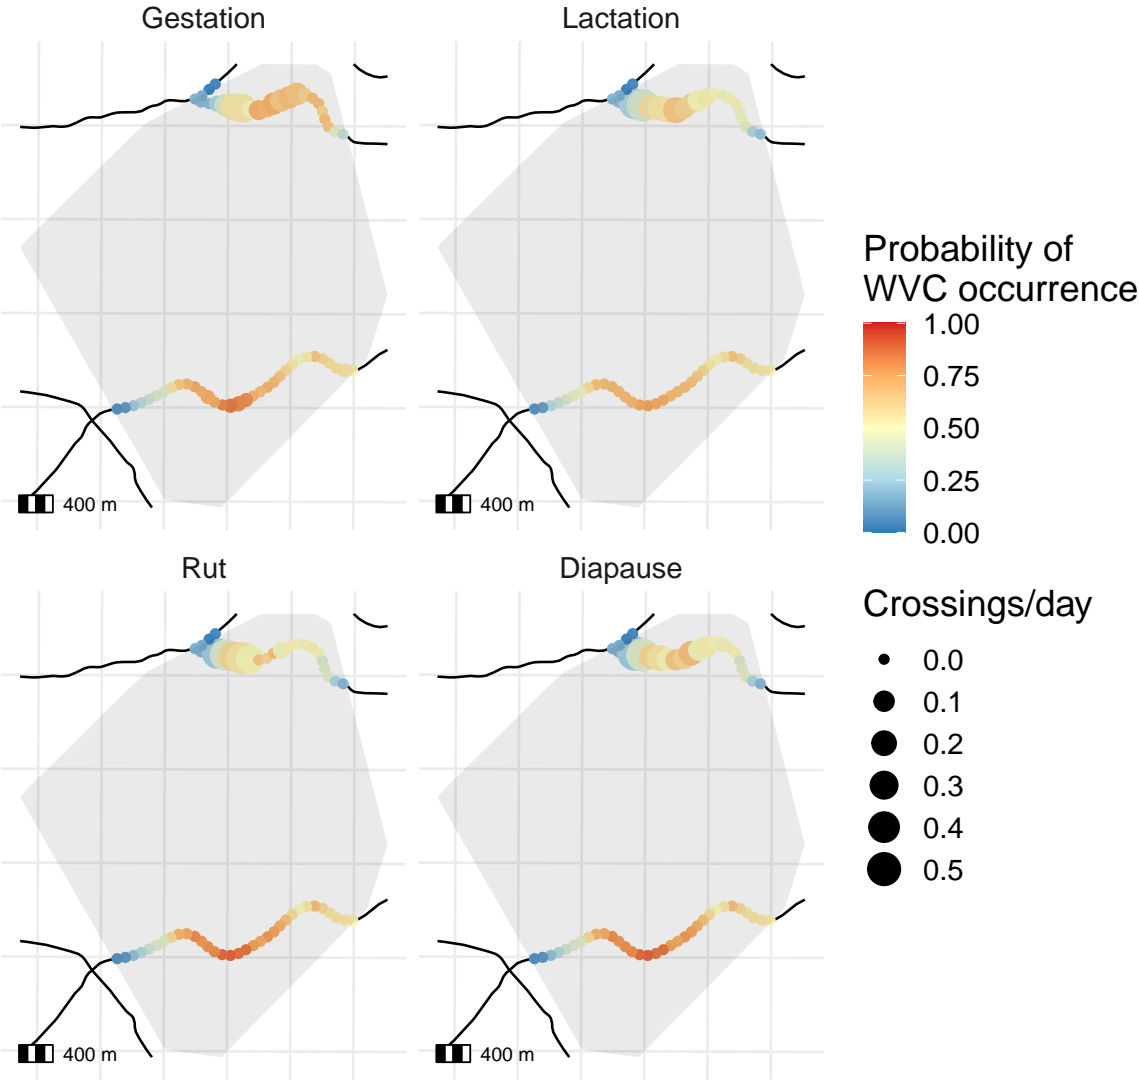 Gestation
Lactation
400 m
400 m
Rut
Diapause
400 m
400 m
Probability of
WVC occurrence
1.00
0.75
0.50
0.25
0.00
Crossings/day
0.0
0.1
0.2
0.3
0.4
0.5